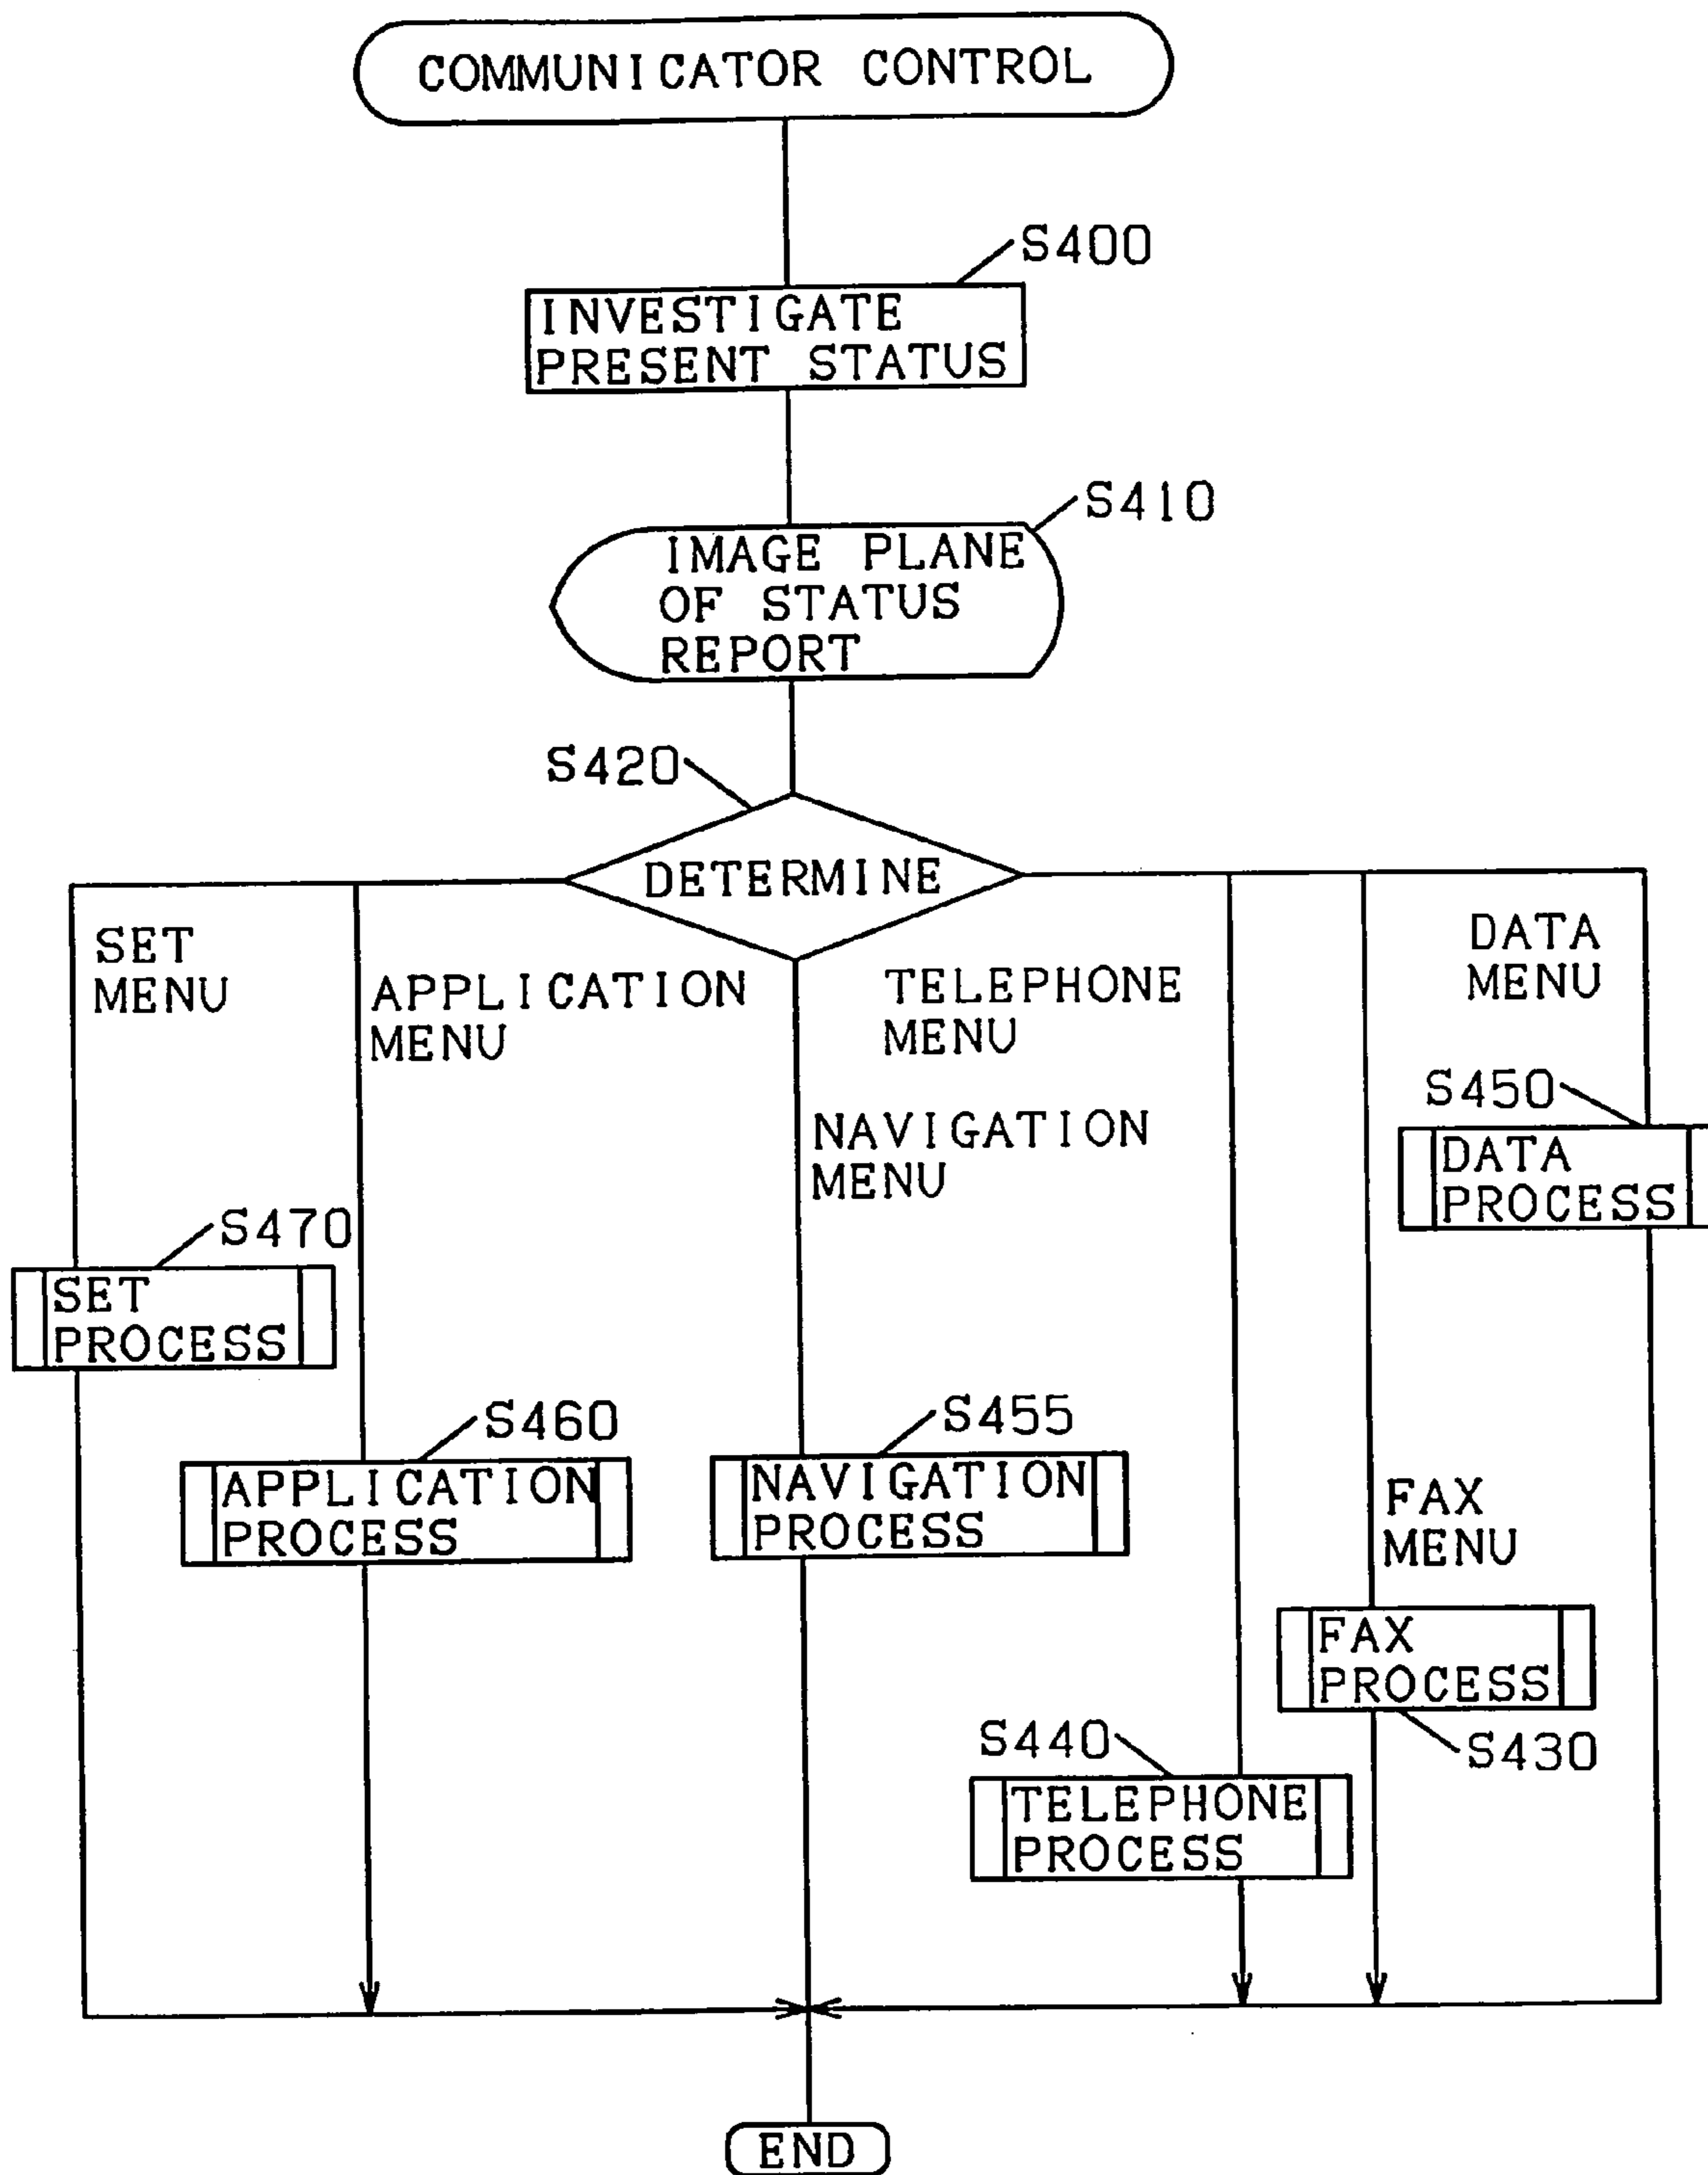 COMMUNICATOR CONTROL
S400
INVESTIGATE
PRESENT STATUS
S410
IMAGE PLANE
OF STATUS
REPORT
S420
DETERMINE
SET
MENU
APPLICATION
MENU
TELEPHONE
MENU
DATA
MENU
NAVIGATION
MENU
S450
DATA
PROCESS
S470
SET
PROCESS
S460
APPLICATION
PROCESS
S455
NAVIGATION
PROCESS
FAX
MENU
FAX
PROCESS
S430
S440
TELEPHONE
PROCESS
END